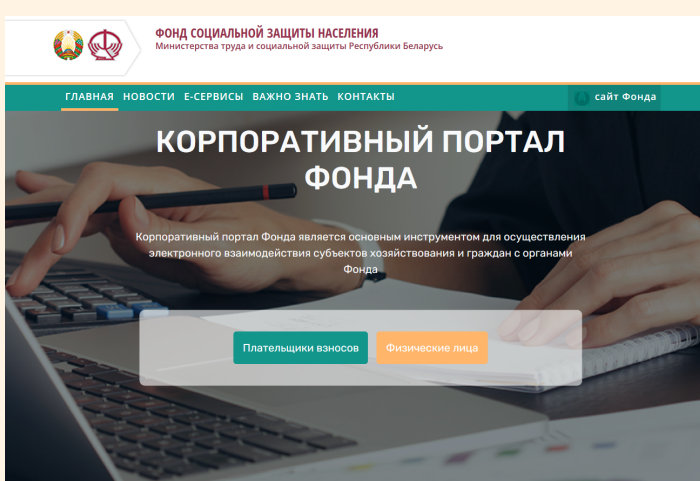 ФОНД СОЦИАЛЬНОЙ ЗАЩИТЫ НАСЕЛЕНИЯ
Министерства труда и социальной защиты Республики Беларусь
ГЛАВНАЯ НОВОСТИ Е-СЕРВИСЫ ВАЖНО ЗНАТЬ КОНТАКТЫ сайт Фонда
КОРПОРАТИВНЫЙ ПОРТАЛ
ФОНДА
Корпоративный портал Фонда является основным инструментом для осуществления
электронного взаимодействия субъектов хозяйствования и граждан с органами
Фонда
Плательщики взносов Физические лица